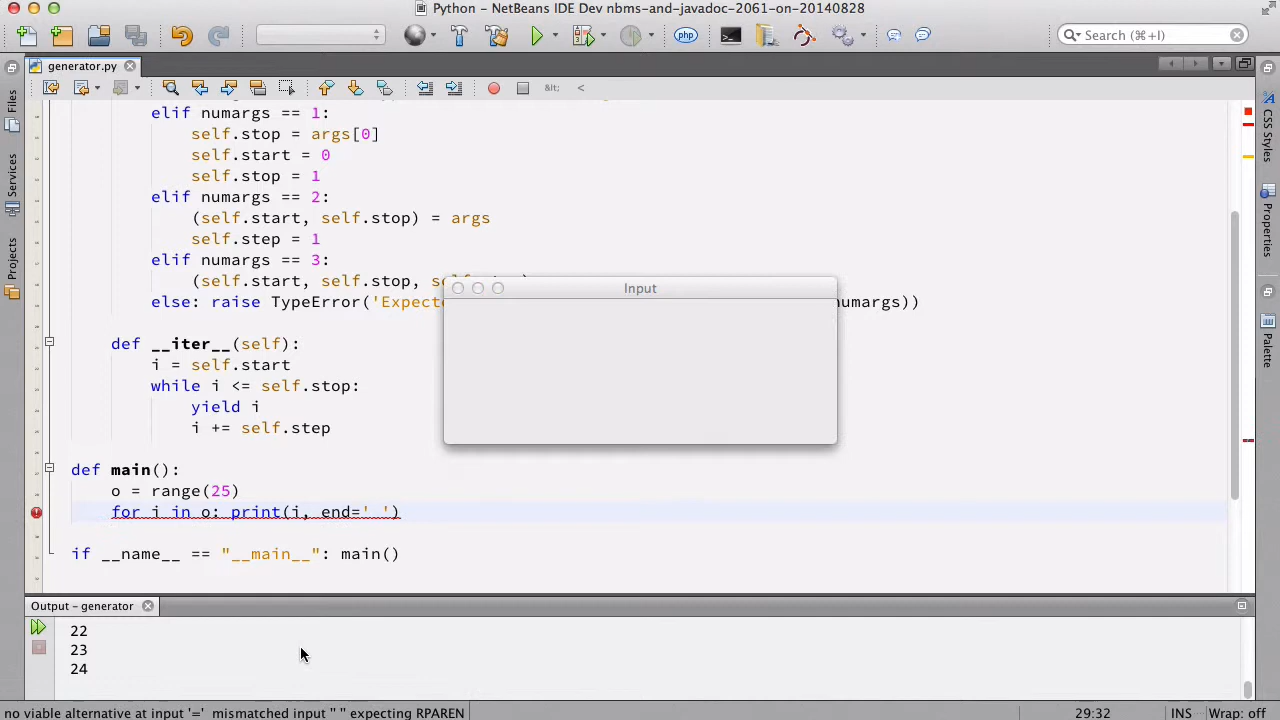 Python - NetBeans IDE Dev nbms-and-javadoc-2061-on-20140828
php
Search (⌘+I)
generator.py
Files
Services
Projects
&lt; <
elif numargs == 1:
self.stop = args[0]
self.start = 0
self.stop = 1
elif numargs == 2:
(self.start, self.stop) = args
self.step = 1
elif numargs == 3:
(self.start, self.stop,
else: raise TypeError('Expecte numargs))
Input
def __iter__(self):
i = self.start
while i <= self.stop:
yield i
i += self.step
def main():
o = range(25)
for i in o: print(i, end=' ')
if __name__ == "__main__": main()
CSS Styles
Properties
Palette
Output - generator
22
23
24
no viable alternative at input '=' mismatched input " " expecting RPAREN
29:32
INS
Wrap: off